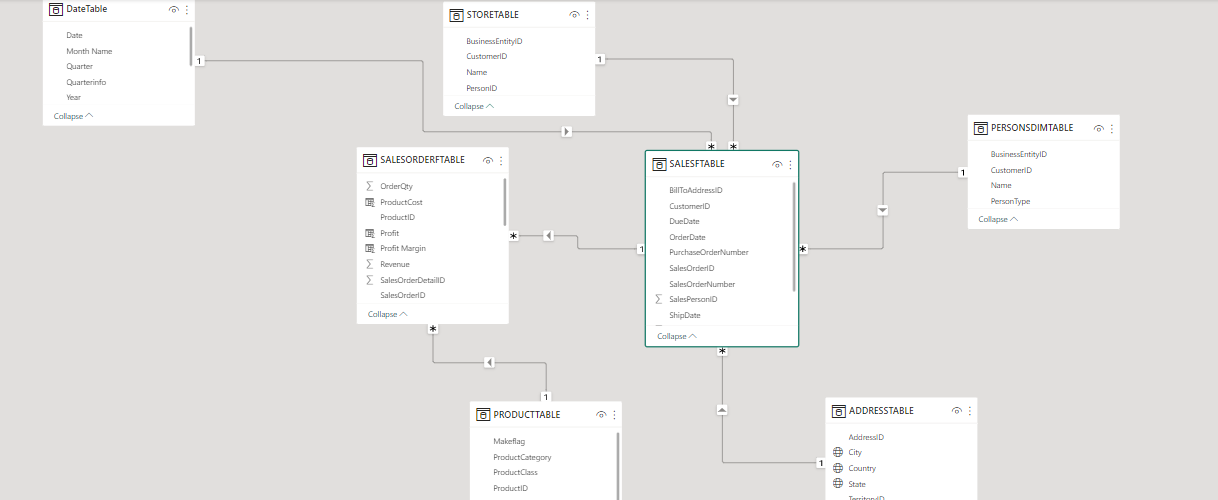 DateTable
Date
Month Name
Quarter
Quarterinfo
Year
Collapse
STORETABLE
BusinessEntityID
CustomerID
Name
PersonID
Collapse
1
1
*
*
PERSONSDIMTABLE
BusinessEntityID
CustomerID
Name
PersonType
Collapse
1
SALESORDERFTABLE
OrderQty
ProductCost
ProductID
Profit
Profit Margin
Revenue
SalesOrderDetailID
SalesOrderID
Collapse
*
*
SALESFTABLE
BillToAddressID
CustomerID
DueDate
OrderDate
PurchaseOrderNumber
SalesOrderID
SalesOrderNumber
SalesPersonID
ShipDate
Collapse
1
*
*
PRODUCTTABLE
Makeflag
ProductCategory
ProductClass
ProductID
1
ADDRESSTABLE
AddressID
City
Country
State
TerritoryID
1